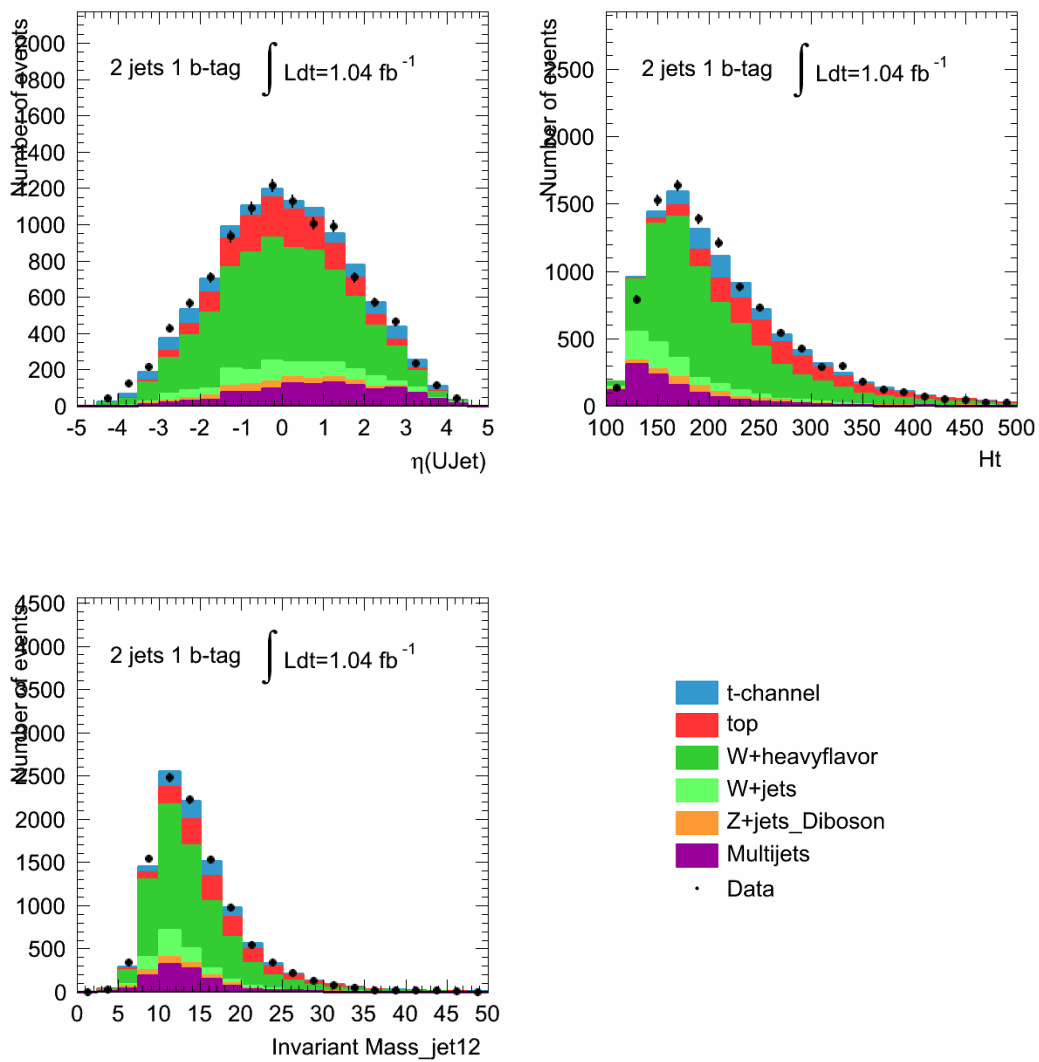 Number of events
2000
1800
1600
1400
1200
1000
800
600
400
200
0
2 jets 1 b-tag ∫ Ldt=1.04 fb -1
-5 -4 -3 -2 -1 0 1 2 3 4 5
η(UJet)
Number of events
2500
2000
1500
1000
500
0
2 jets 1 b-tag ∫ Ldt=1.04 fb -1
100 150 200 250 300 350 400 450 500
Ht
Number of events
4500
4000
3500
3000
2500
2000
1500
1000
500
0
2 jets 1 b-tag ∫ Ldt=1.04 fb -1
0 5 10 15 20 25 30 35 40 45 50
Invariant Mass_jet12
t-channel
top
W+heavyflavor
W+jets
Z+jets_Diboson
Multijets
Data